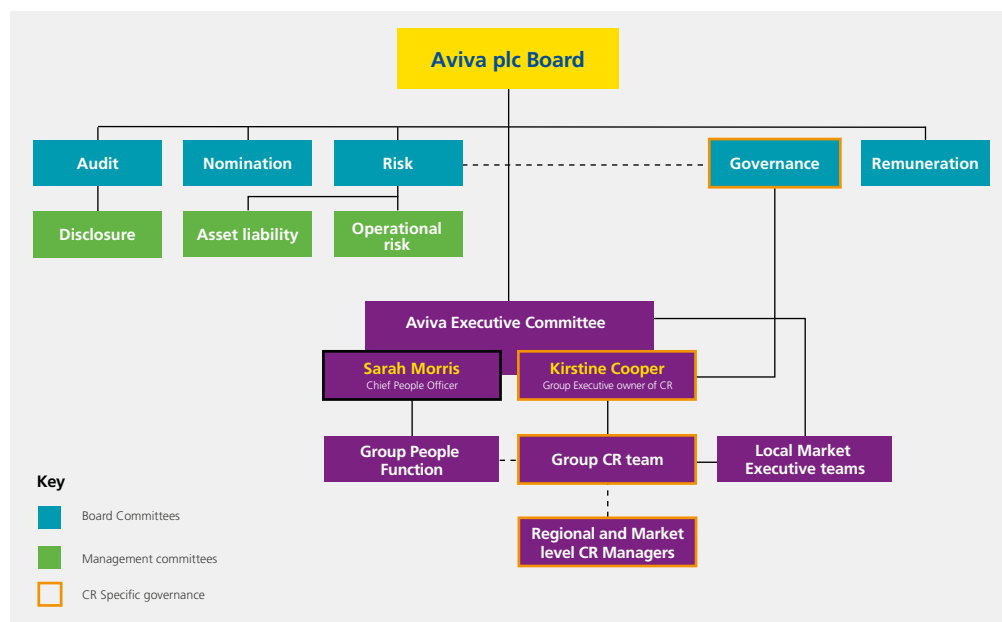 Aviva plc Board
Audit
Nomination
Risk
Governance
Remuneration
Disclosure
Asset liability
Operational
risk
Aviva Executive Committee
Sarah Morris
Chief People Officer
Kirstine Cooper
Group Executive owner of CR
Group People
Function
Group CR team
Local Market
Executive teams
Regional and Market
level CR Managers
Key
Board Committees
Management committees
CR Specific governance